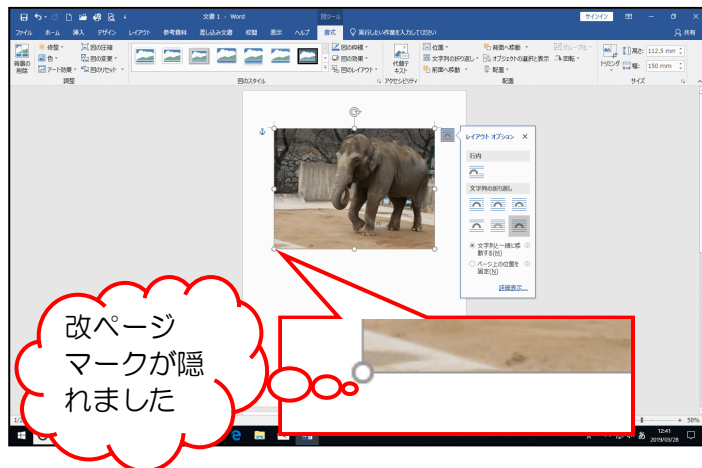 文書 1 - Word
図ツール
サインイン
ファイル ホーム 挿入 デザイン レイアウト 参考資料 差し込み文書 校閲 表示 ヘルプ 書式 実行したい作業を入力してください 共有
背景の削除
修整
色
アート効果
図の圧縮
図の変更
図のリセット
調整
図のスタイル
図の枠線
図の効果
図のレイアウト
代替テキスト
アクセシビリティ
位置
文字列の折り返し
前面へ移動
背面へ移動
オブジェクトの選択と表示
配置
グループ化
回転
配置
トリミング
高さ: 112.5 mm
幅: 150 mm
サイズ
レイアウト オプション ×
行内
文字列の折り返し
文字列と一緒に移動する(M)
ページ上の位置を固定(N)
詳細表示...
改ページ
マークが隠
れました
58%
あ
12:41
2019/03/28